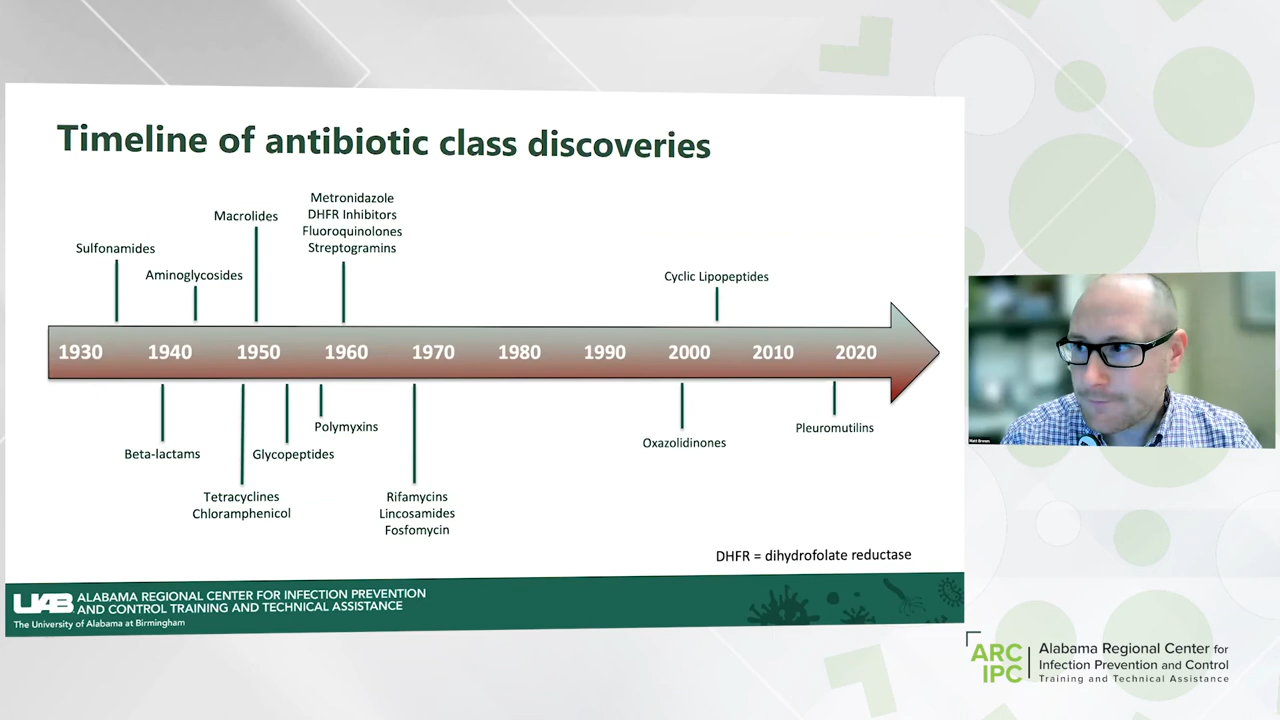 Timeline of antibiotic class discoveries
Metronidazole
DHFR Inhibitors
Fluoroquinolones
Streptogramins
Macrolides
Sulfonamides
Aminoglycosides
Cyclic Lipopeptides
1930 1940 1950 1960 1970 1980 1990 2000 2010 2020
Beta-lactams
Tetracyclines
Chloramphenicol
Glycopeptides
Polymyxins
Rifamycins
Lincosamides
Fosfomycin
Oxazolidinones
Pleuromutilins
DHFR = dihydrofolate reductase
UAB ALABAMA REGIONAL CENTER FOR INFECTION PREVENTION
AND CONTROL TRAINING AND TECHNICAL ASSISTANCE
The University of Alabama at Birmingham
Matt Brown
ARC
IPC
Alabama Regional Center for
Infection Prevention and Control
Training and Technical Assistance